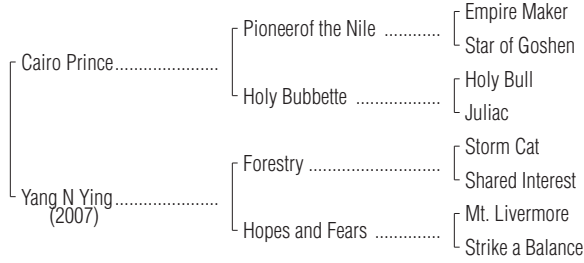 Empire Maker
Pioneerof the Nile ............
Star of Goshen
Cairo Prince.....................
Holy Bull
Holy Bubbette ..................
Juliac
Storm Cat
Forestry .........................
Shared Interest
Yang N Ying.....................
(2007)
Mt. Livermore
Hopes and Fears ..............
Strike a Balance